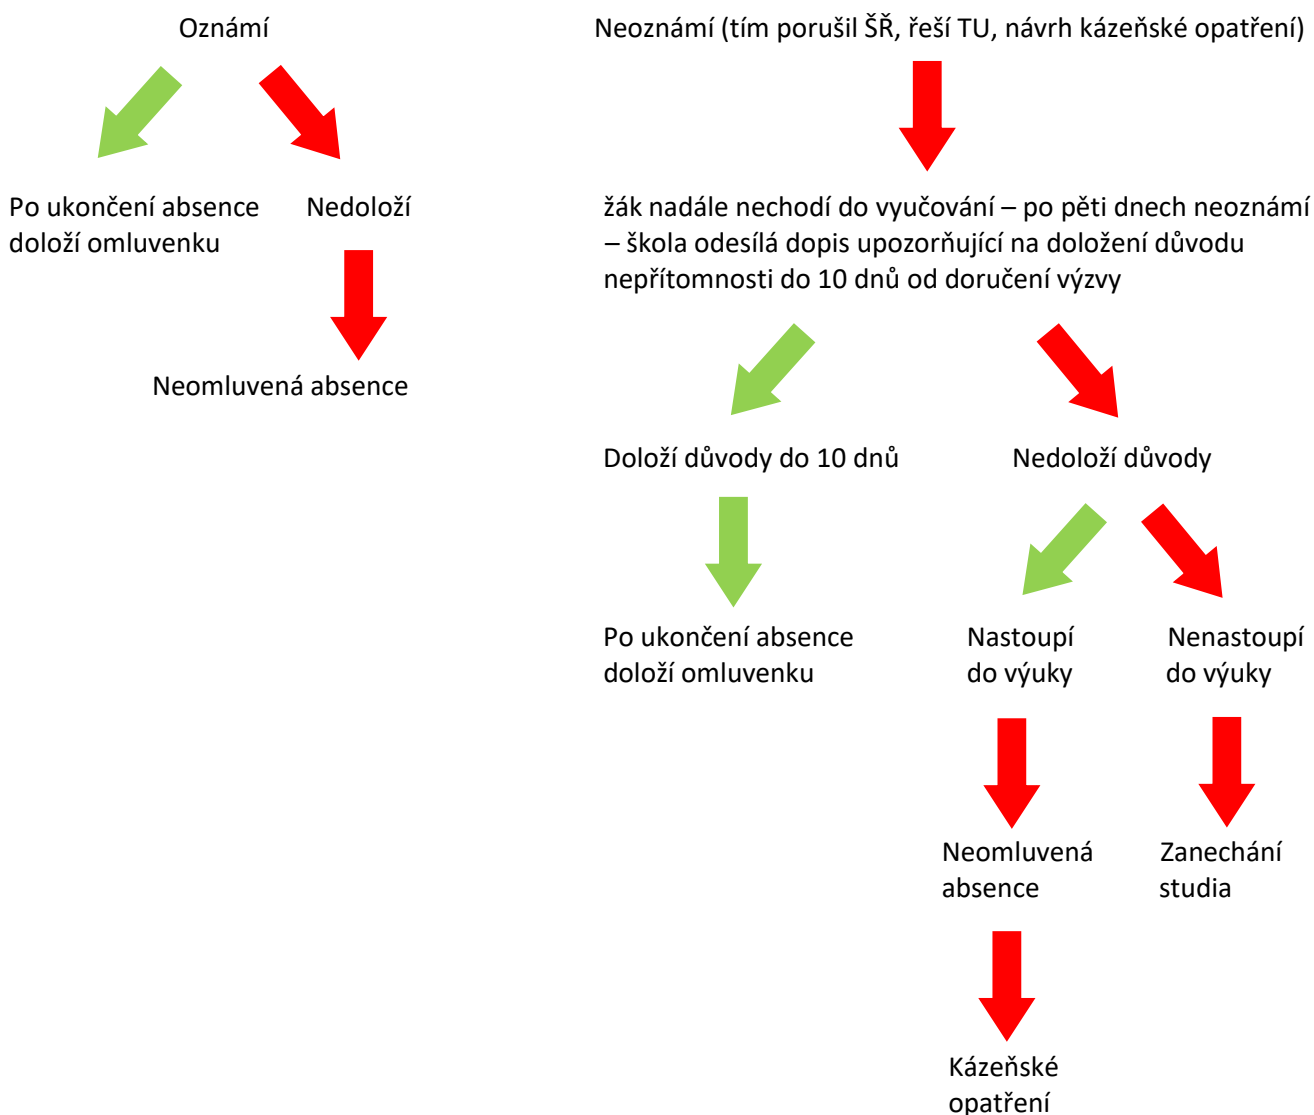 Oznámí
Neoznámí (tím porušil ŠŘ, řeší TU, návrh kázeňské opatření)
Po ukončení absence
doloží omluvenku
Nedoloží
žák nadále nechodí do vyučování – po pěti dnech neoznámí
– škola odesílá dopis upozorňující na doložení důvodu
nepřítomnosti do 10 dnů od doručení výzvy
Neomluvená absence
Doloží důvody do 10 dnů
Nedoloží důvody
Po ukončení absence
doloží omluvenku
Nastoupí
do výuky
Nenastoupí
do výuky
Neomluvená
absence
Zanechání
studia
Kázeňské
opatření